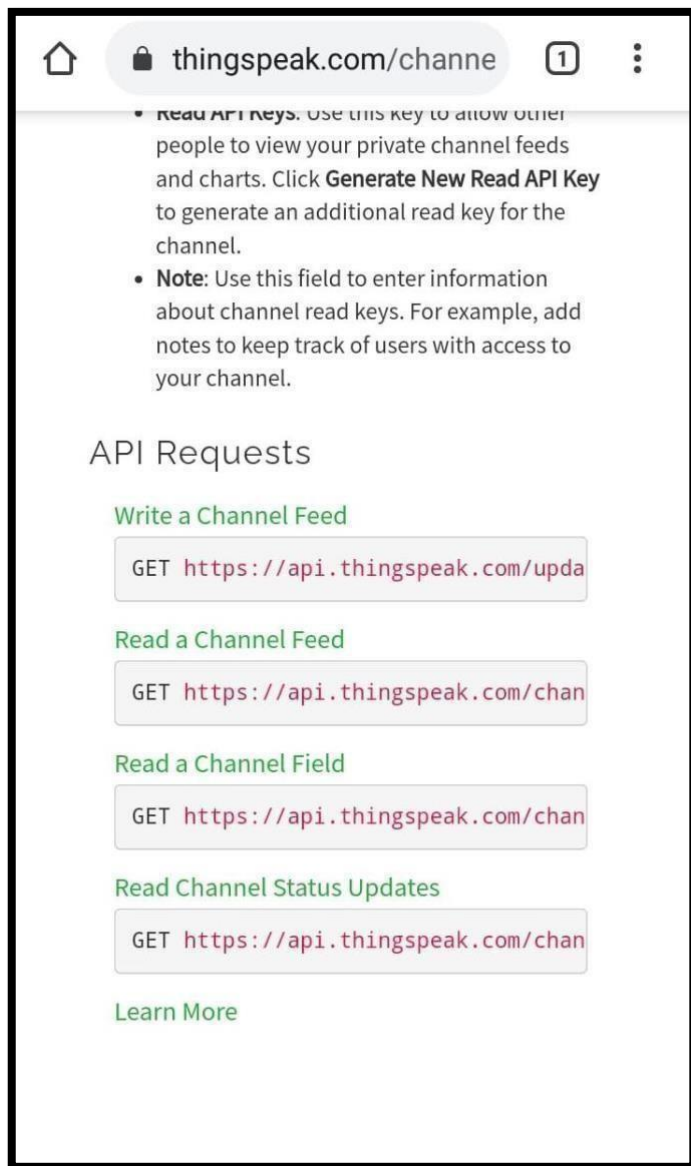 thingspeak.com/channe
1
• Read API Keys: Use this key to allow other
people to view your private channel feeds
and charts. Click Generate New Read API Key
to generate an additional read key for the
channel.
• Note: Use this field to enter information
about channel read keys. For example, add
notes to keep track of users with access to
your channel.
API Requests
Write a Channel Feed
GET https://api.thingspeak.com/upda
Read a Channel Feed
GET https://api.thingspeak.com/chan
Read a Channel Field
GET https://api.thingspeak.com/chan
Read Channel Status Updates
GET https://api.thingspeak.com/chan
Learn More